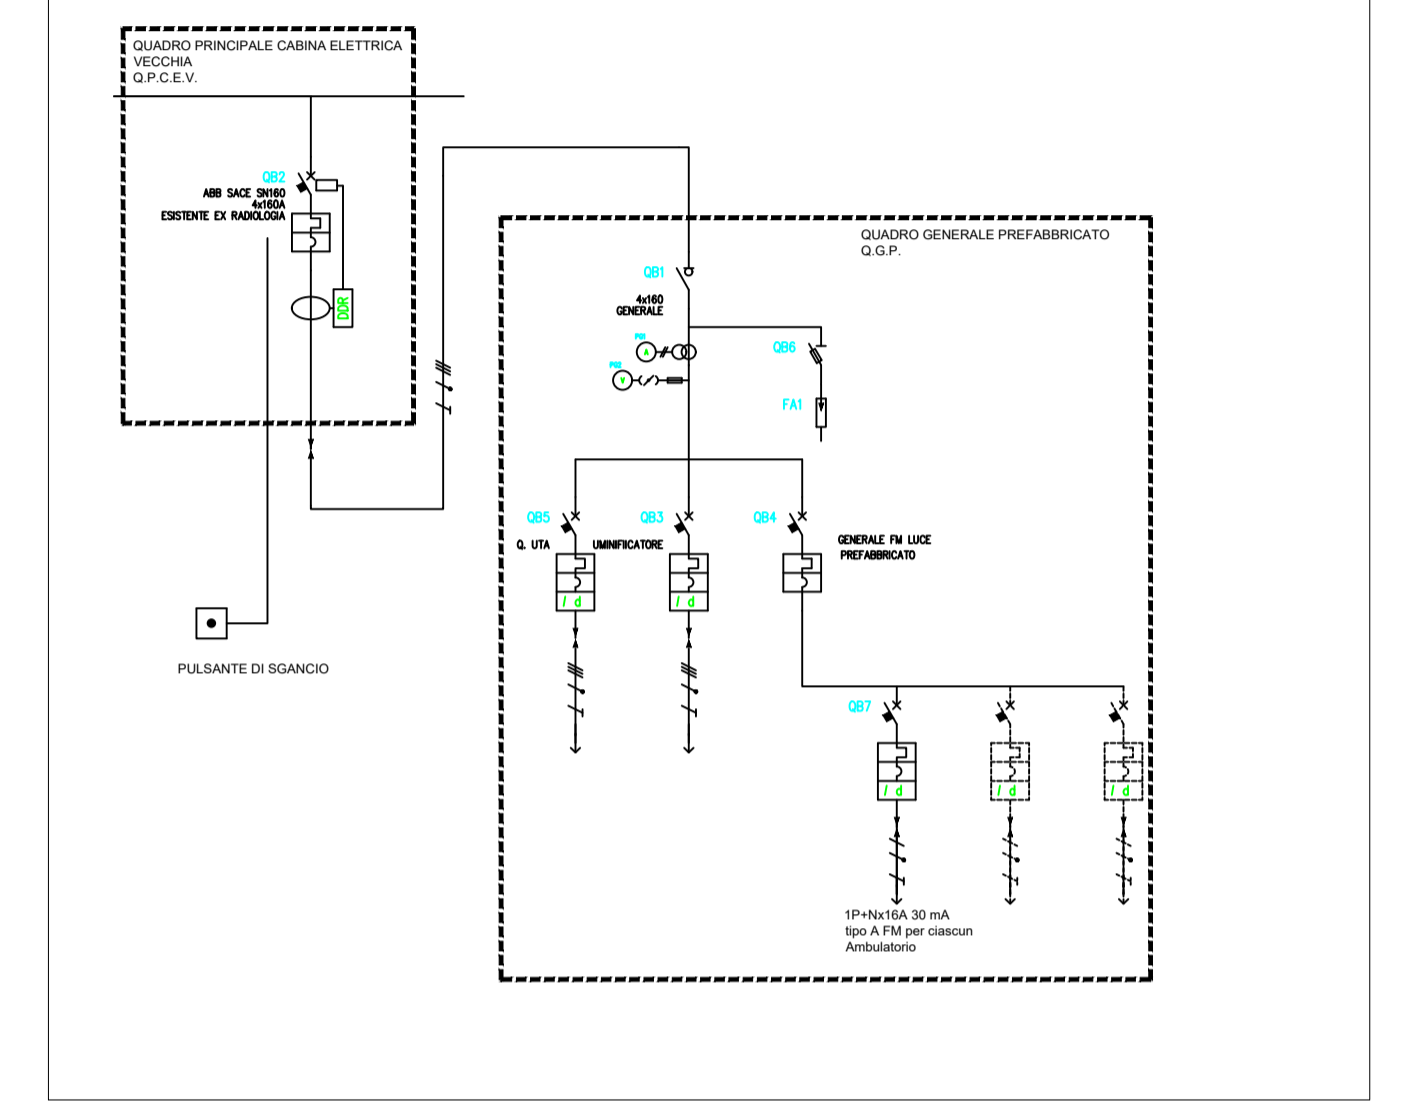 QUADRO PRINCIPALE CABINA ELETTRICA
VECCHIA
Q.P.C.E.V.
QB2
ABB SACE SN160
4x160A
ESISTENTE EX RADIOLOGIA
DDR
PULSANTE DI SGANCIO
QUADRO GENERALE PREFABBRICATO
Q.G.P.
QB1
4x160
GENERALE
PG1
A
PG2
V
QB6
FA1
QB5
Q. UTA
I d
QB3
UMINIFIICATORE
I d
QB4
GENERALE FM LUCE
PREFABBRICATO
QB7
I d
I d
I d
1P+Nx16A 30 mA
tipo A FM per ciascun
Ambulatorio